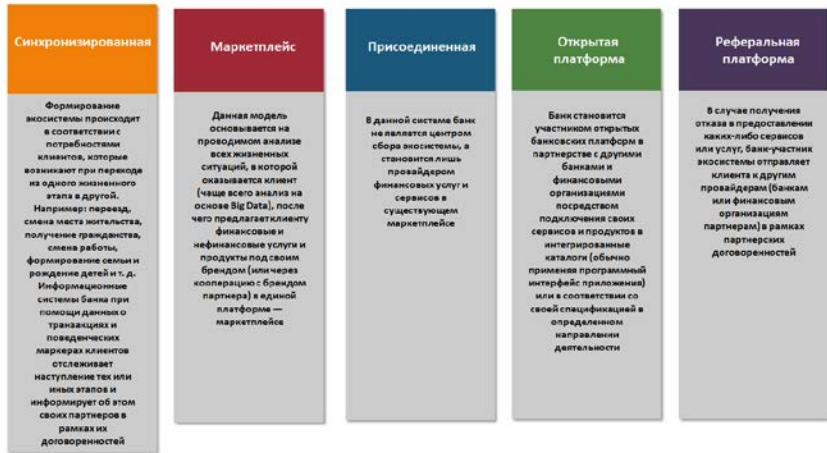 Синхронизированная
Формирование
экосистемы происходит
в соответствии с
потребностями
клиентов, которые
возникают при переходе
из одного жизненного
этапа в другой.
Например: переезд,
смена места жительства,
получение гражданства,
смена работы,
формирование семьи и
рождение детей и т. д.
Информационные
системы банка при
помощи данных о
транзакциях и
поведенческих
маркерах клиентов
отслеживает
наступление тех или
иных этапов и
информирует об этом
своих партнеров в
рамках их
договоренностей
Маркетплейс
Данная модель
основывается на
проводимом анализе
всех жизненных
ситуаций, в которой
оказывается клиент
(чаще всего анализ на
основе Big Data), после
чего предлагает клиенту
финансовые и
нефинансовые услуги и
продукты под своим
брендом (или через
кооперацию с брендом
партнера) в единой
платформе —
маркетплейсе
Присоединенная
В данной системе банк
не является центром
сбора экосистемы, а
становится лишь
провайдером
финансовых услуг и
сервисов в
существующем
маркетплейсе
Открытая
платформа
Банк становится
участником открытых
банковских платформ в
партнерстве с другими
банками и
финансовыми
организациями
посредством
подключения своих
сервисов и продуктов в
интегрированные
каталоги (обычно
применяя программный
интерфейс приложения)
или в соответствии со
своей спецификацией в
определенном
направлении
деятельности
Реферальная
платформа
В случае получения
отказа в предоставлении
каких-либо сервисов
или услуг, банк-участник
экосистемы отправляет
клиента к другим
провайдерам (банкам
или финансовым
организациям
партнерам) в рамках
партнерских
договоренностей